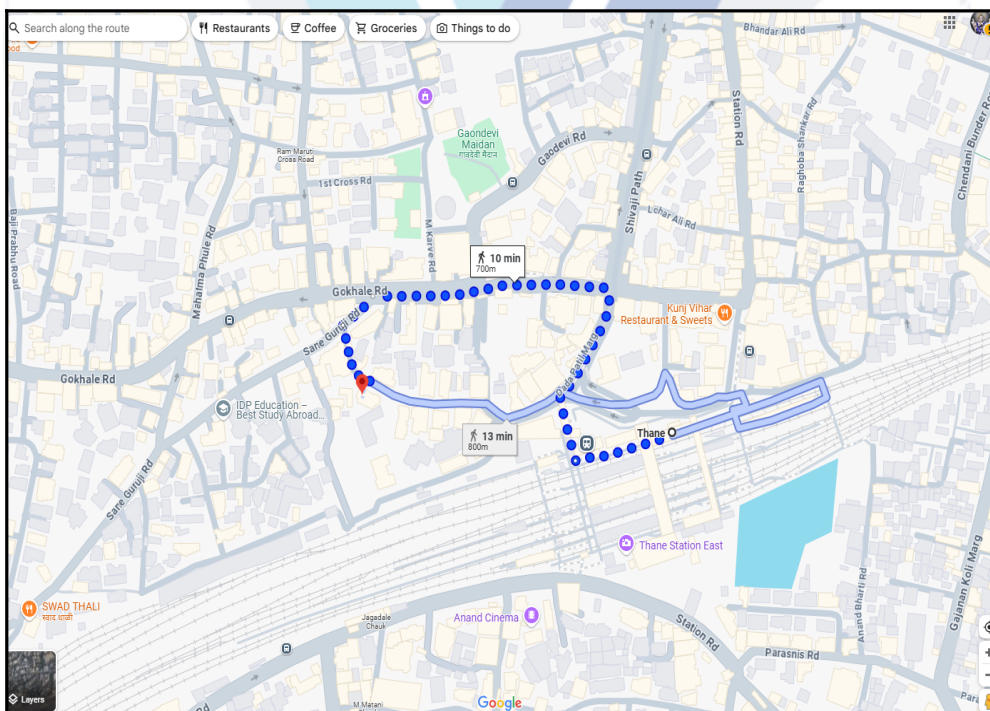 Search along the route
Restaurants
Coffee
Groceries
Things to do
Bhandar Ali Rd
Station Rd
Raghoba Shankar Rd
Chendani Bunder Ro
ood
Gaondevi
Maidan
गावदेवी मैदान
Gaodevi Rd
Ram Maruti
Cross Road
1st Cross Rd
Shivaji Path
Lohar Ali Rd
Baji Prabhu Road
Mahatma Phule Rd
M Karve Rd
10 min
700m
Gokhale Rd
Kunj Vihar
Restaurant & Sweets
Sane Guruji Rd
Dada Patil Marg
Gokhale Rd
IDP Education –
Best Study Abroad...
13 min
800m
Thane
Sane Guruji Rd
Thane Station East
SWAD THALI
स्वाद थाळी
Jagadale
Chauk
Anand Cinema
Station Rd
Anand Bharti Rd
Gajanan Koli Marg
Parasnis Rd
Layers
M.Matani
Google
Para